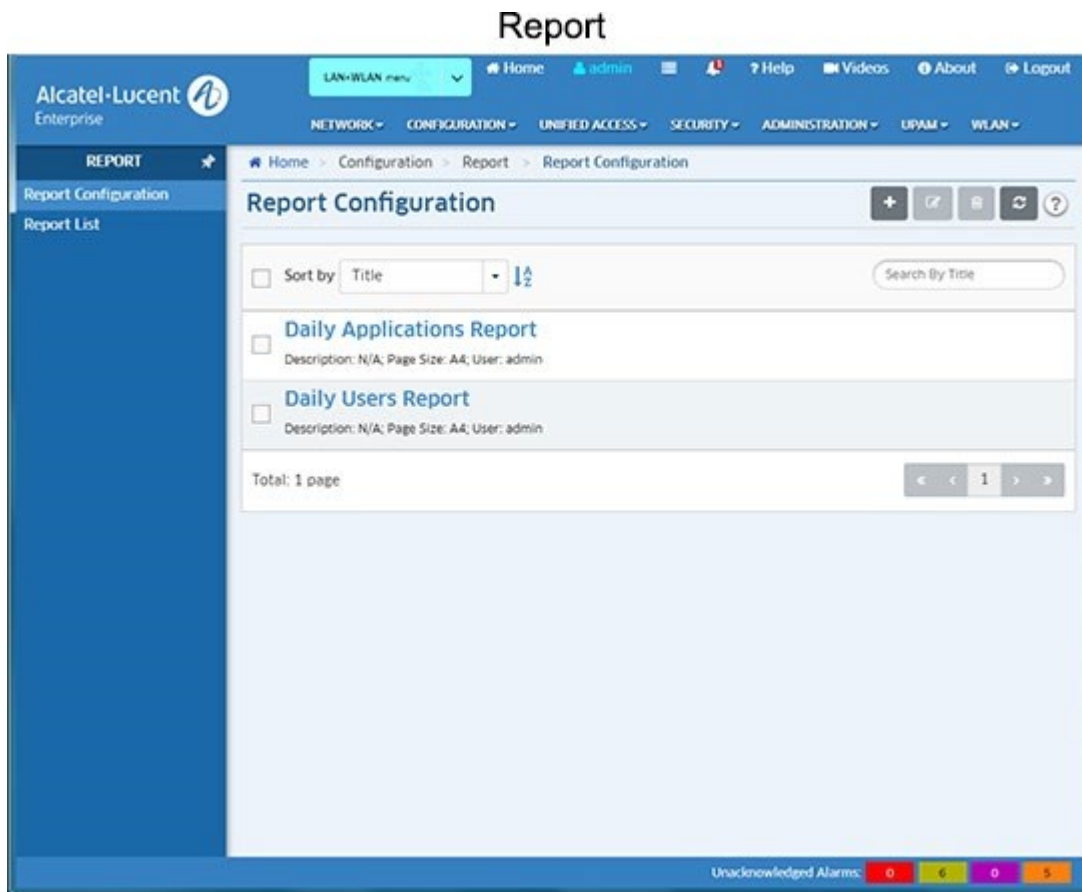 Report
Alcatel-Lucent
Enterprise
LAN+WLAN menu
Home
admin
? Help
Videos
About
Logout
NETWORK
CONFIGURATION
UNIFIED ACCESS
SECURITY
ADMINISTRATION
UPAM
WLAN
REPORT
Report Configuration
Report List
Home > Configuration > Report > Report Configuration
Report Configuration
?
Sort by Title
A
Z
Search By Title
Daily Applications Report
Description: N/A; Page Size: A4; User: admin
Daily Users Report
Description: N/A; Page Size: A4; User: admin
Total: 1 page
« < 1 > »
Unacknowledged Alarms: 0 6 0 5